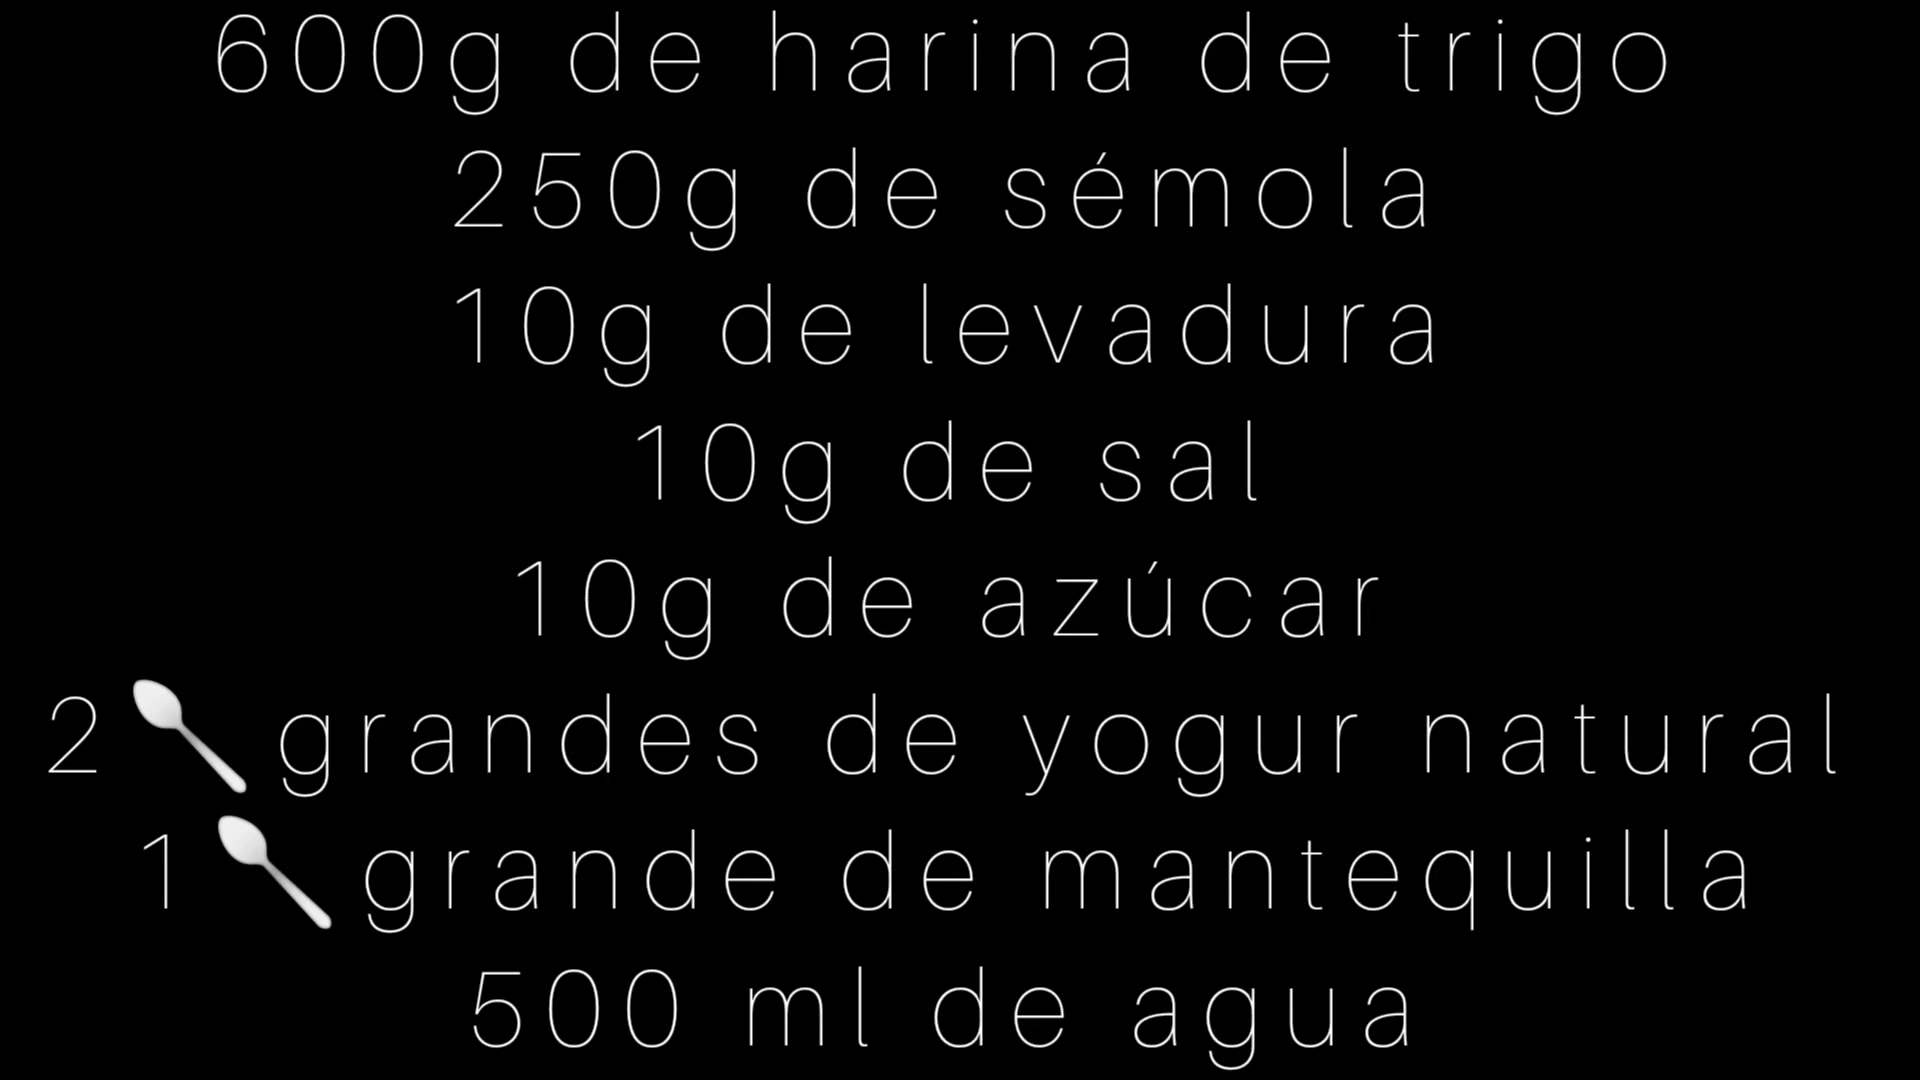 600g de harina de trigo
250g de sémola
10g de levadura
10g de sal
10g de azúcar
2🥄grandes de yogur natural
1🥄grande de mantequilla
500 ml de agua